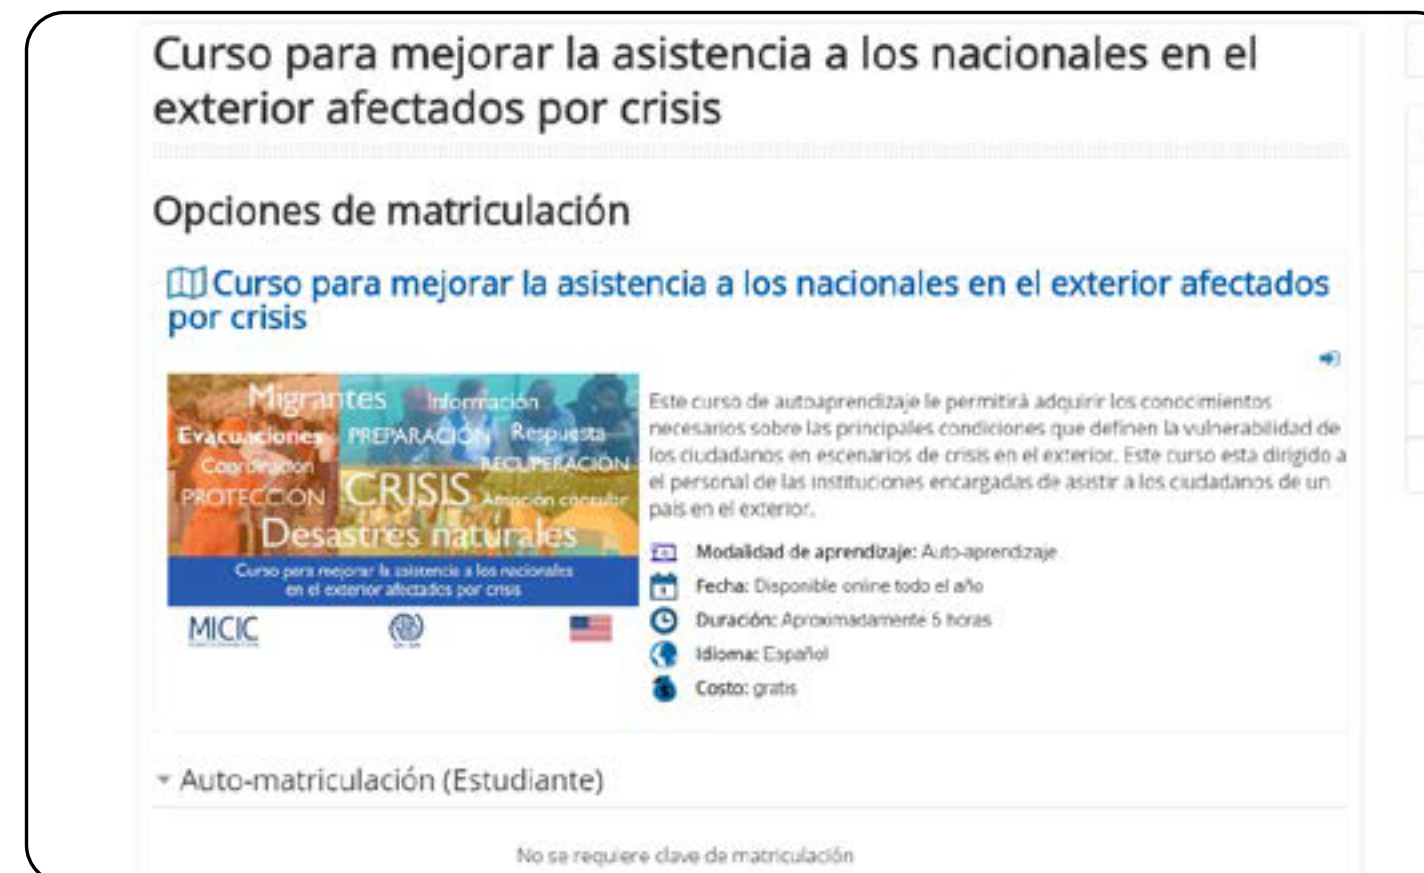 Curso para mejorar la asistencia a los nacionales en el
exterior afectados por crisis
Opciones de matriculación
Curso para mejorar la asistencia a los nacionales en el exterior afectados
por crisis
Migrantes
Información
Evacuaciones
PREPARACIÓN
Respuesta
Coordinación
RECUPERACIÓN
PROTECCION
CRISIS
Atención consular
Desastres naturales
Curso para mejorar la asistencia a los nacionales
en el exterior afectados por crisis
MICIC
Este curso de autoaprendizaje le permitirá adquirir los conocimientos
necesarios sobre las principales condiciones que definen la vulnerabilidad de
los ciudadanos en escenarios de crisis en el exterior. Este curso esta dirigido a
el personal de las instituciones encargadas de asistir a los ciudadanos de un
país en el exterior.
Modalidad de aprendizaje: Auto-aprendizaje
Fecha: Disponible online todo el año
Duración: Aproximadamente 5 horas
Idioma: Español
Costo: gratis
Auto-matriculación (Estudiante)
No se requiere clave de matriculación